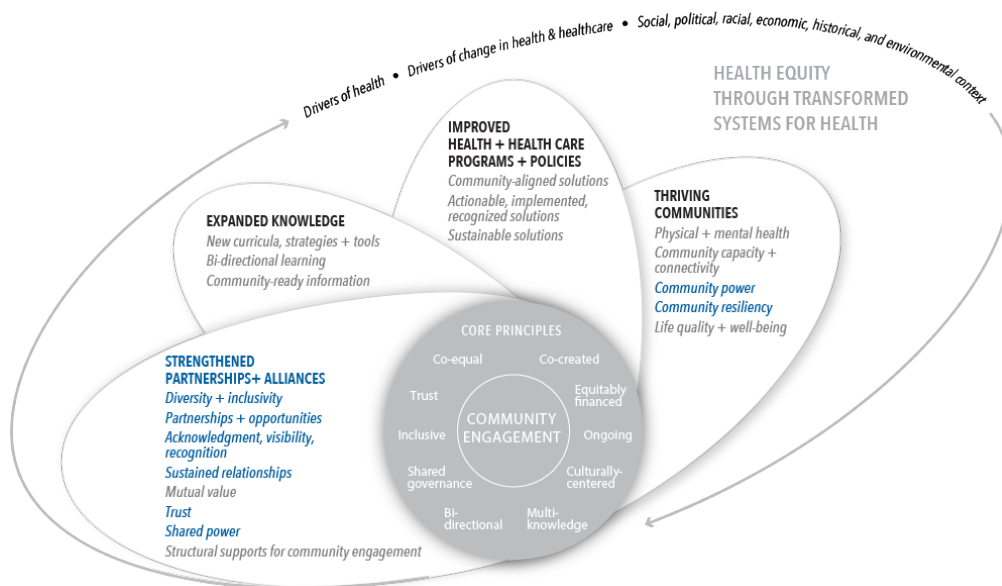 Drivers of health • Drivers of change in health & healthcare • Social, political, racial, economic, historical, and environmental context
HEALTH EQUITY
THROUGH TRANSFORMED
SYSTEMS FOR HEALTH
IMPROVED
HEALTH + HEALTH CARE
PROGRAMS + POLICIES
Community-aligned solutions
Actionable, implemented,
recognized solutions
Sustainable solutions
THRIVING
COMMUNITIES
Physical + mental health
Community capacity +
connectivity
Community power
Community resiliency
Life quality + well-being
EXPANDED KNOWLEDGE
New curricula, strategies + tools
Bi-directional learning
Community-ready information
STRENGTHENED
PARTNERSHIPS+ ALLIANCES
Diversity + inclusivity
Partnerships + opportunities
Acknowledgment, visibility,
recognition
Sustained relationships
Mutual value
Trust
Shared power
Structural supports for community engagement
CORE PRINCIPLES
Co-equal
Co-created
Trust
Equitably
financed
Inclusive
COMMUNITY
ENGAGEMENT
Ongoing
Shared
governance
Culturally-
centered
Bi-
directional
Multi-
knowledge